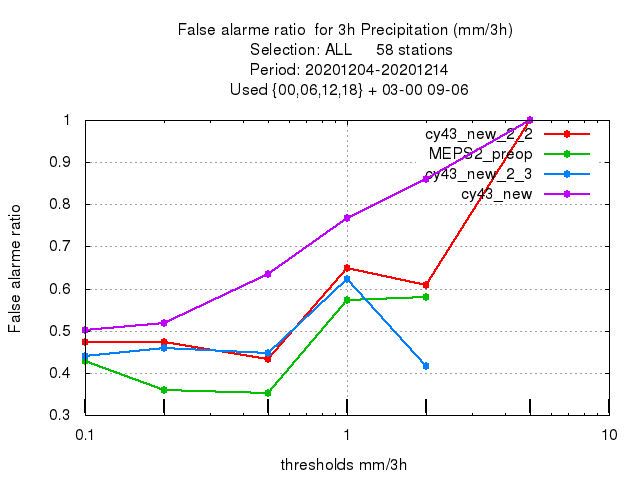 False alarme ratio  for 3h Precipitation (mm/3h)
Selection: ALL     58 stations
Period: 20201204-20201214
Used {00,06,12,18} + 03-00 09-06
cy43_new_2_2
MEPS2_preop
cy43_new_2_3
cy43_new
1
0.9
0.8
0.7
0.6
0.5
0.4
0.3
False alarme ratio
0.1 1 10
thresholds mm/3h